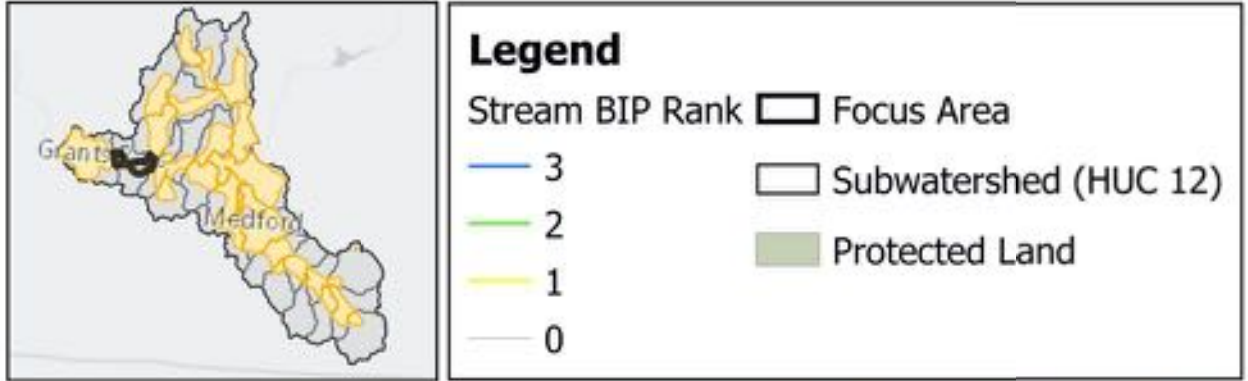 Grants
Medford
Legend
Stream BIP Rank
3
2
1
0
Focus Area
Subwatershed (HUC 12)
Protected Land